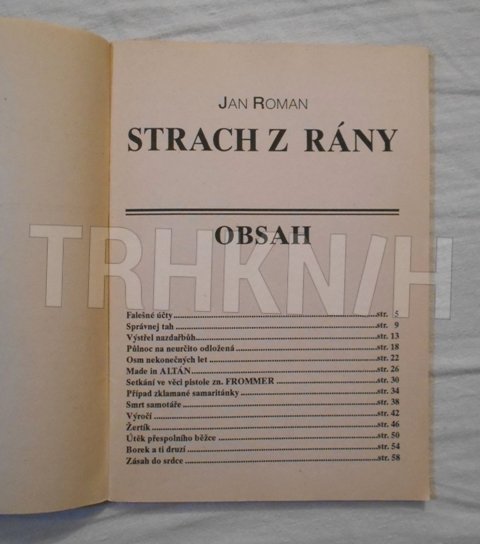 JAN ROMAN
STRACH Z RÁNY
OBSAH
TRHKNIH
Falešné účty........str. 5
Správnej tah........str. 9
Výstřel nazdařbůh........str. 13
Půlnoc na neurčito odložená........str. 18
Osm nekonečných let........str. 22
Made in ALTÁN........str. 26
Setkání ve věci pistole zn. FROMMER........str. 30
Případ zklamané samaritánky........str. 34
Smrt samotáře........str. 38
Výročí........str. 42
Žertík........str. 46
Útěk přespolního běžce........str. 50
Borek a ti druzí........str. 54
Zásah do srdce........str. 58